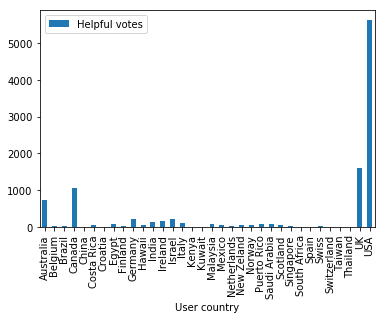 Helpful votes
5000
4000
3000
2000
1000
0
Australia
Belgium
Brazil
Canada
China
Costa Rica
Croatia
Egypt
Finland
Germany
Hawaii
India
Ireland
Israel
Italy
Kenya
Kuwait
Malaysia
Mexico
Netherlands
New Zeland
Norway
Puerto Rico
Saudi Arabia
Scotland
Singapore
South Africa
Spain
Swiss
Switzerland
Taiwan
Thailand
UK
USA
User country